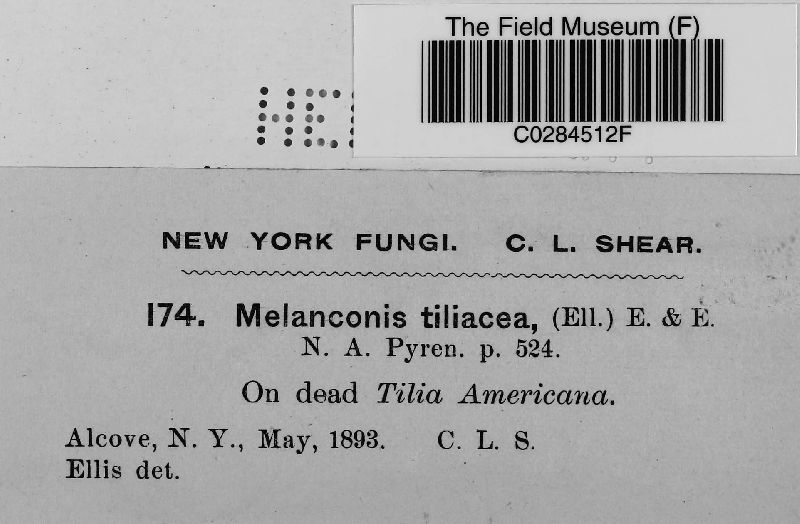 The Field Museum (F)
C0284512F
NEW YORK FUNGI. C. L. SHEAR.
174. Melanconis tiliacea, (Ell.) E. & E.
N. A. Pyren. p. 524.
On dead Tilia Americana.
Alcove, N. Y., May, 1893. C. L. S.
Ellis det.